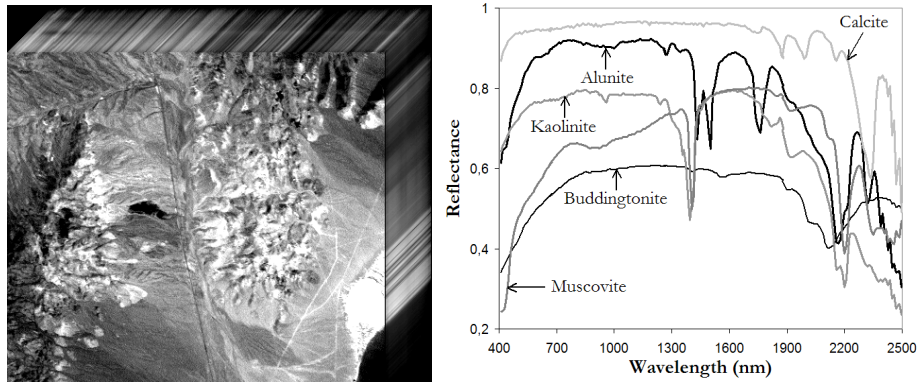 1
0,8
0,6
0,4
0,2
Reflectance
Calcite
Alunite
Kaolinite
Buddingtonite
Muscovite
400 700 1000 1300 1600 1900 2200 2500
Wavelength (nm)